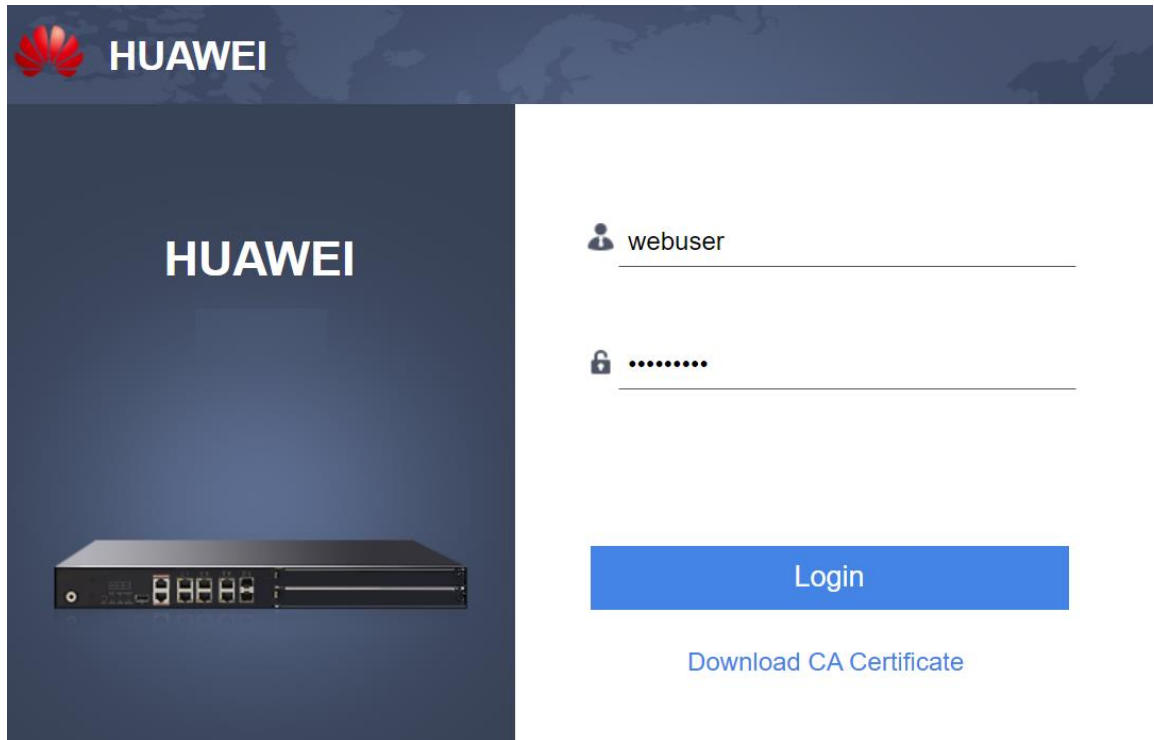 HUAWEI
HUAWEI
webuser
•••••••••
Login
Download CA Certificate